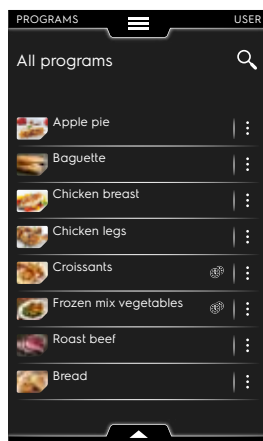 PROGRAMS USER
All programs
Apple pie
Baguette
Chicken breast
Chicken legs
Croissants
Frozen mix vegetables
Roast beef
Bread